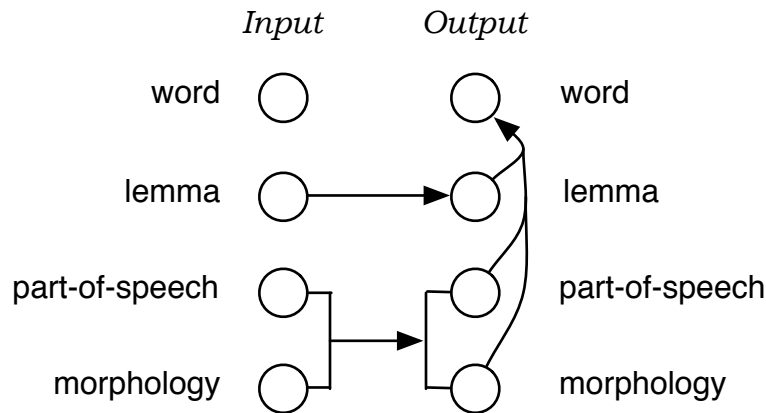 Input Output
word word
lemma lemma
part-of-speech part-of-speech
morphology morphology